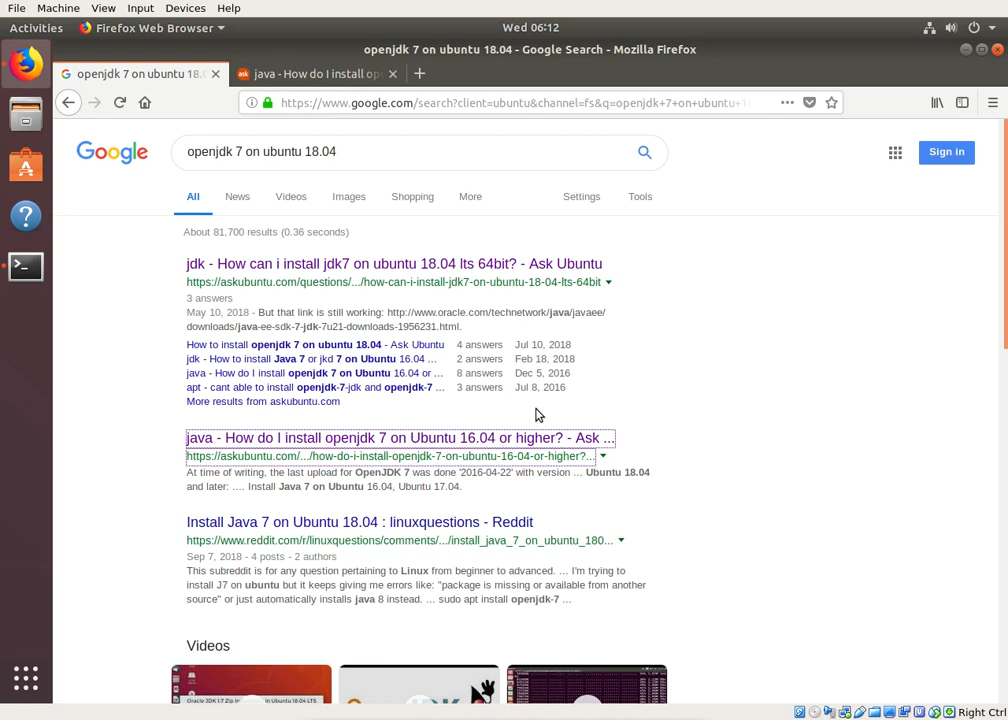 File Machine View Input Devices Help
Activities Firefox Web Browser Wed 06:12
openjdk 7 on ubuntu 18.04 - Google Search - Mozilla Firefox
openjdk 7 on ubuntu 18.0 java - How do I install op
https://www.google.com/search?client=ubuntu&channel=fs&q=openjdk+7+on+ubuntu+1
Google openjdk 7 on ubuntu 18.04 Sign in
All News Videos Images Shopping More Settings Tools
About 81,700 results (0.36 seconds)
jdk - How can i install jdk7 on ubuntu 18.04 lts 64bit? - Ask Ubuntu
https://askubuntu.com/questions/.../how-can-i-install-jdk7-on-ubuntu-18-04-lts-64bit
3 answers
May 10, 2018 - But that link is still working: http://www.oracle.com/technetwork/java/javaee/
downloads/java-ee-sdk-7-jdk-7u21-downloads-1956231.html.
How to install openjdk 7 on ubuntu 18.04 - Ask Ubuntu 4 answers Jul 10, 2018
jdk - How to install Java 7 or jkd 7 on Ubuntu 16.04 ... 2 answers Feb 18, 2018
java - How do I install openjdk 7 on Ubuntu 16.04 or ... 8 answers Dec 5, 2016
apt - cant able to install openjdk-7-jdk and openjdk-7 ... 3 answers Jul 8, 2016
More results from askubuntu.com
java - How do I install openjdk 7 on Ubuntu 16.04 or higher? - Ask ...
https://askubuntu.com/.../how-do-i-install-openjdk-7-on-ubuntu-16-04-or-higher?...
At time of writing, the last upload for OpenJDK 7 was done '2016-04-22' with version ... Ubuntu 18.04
and later: .... Install Java 7 on Ubuntu 16.04, Ubuntu 17.04.
Install Java 7 on Ubuntu 18.04 : linuxquestions - Reddit
https://www.reddit.com/r/linuxquestions/comments/.../install_java_7_on_ubuntu_180...
Sep 7, 2018 - 4 posts - 2 authors
This subreddit is for any question pertaining to Linux from beginner to advanced. ... I'm trying to
install J7 on ubuntu but it keeps giving me errors like: "package is missing or available from another
source" or just automatically installs java 8 instead. ... sudo apt install openjdk-7 ...
Videos
Right Ctrl